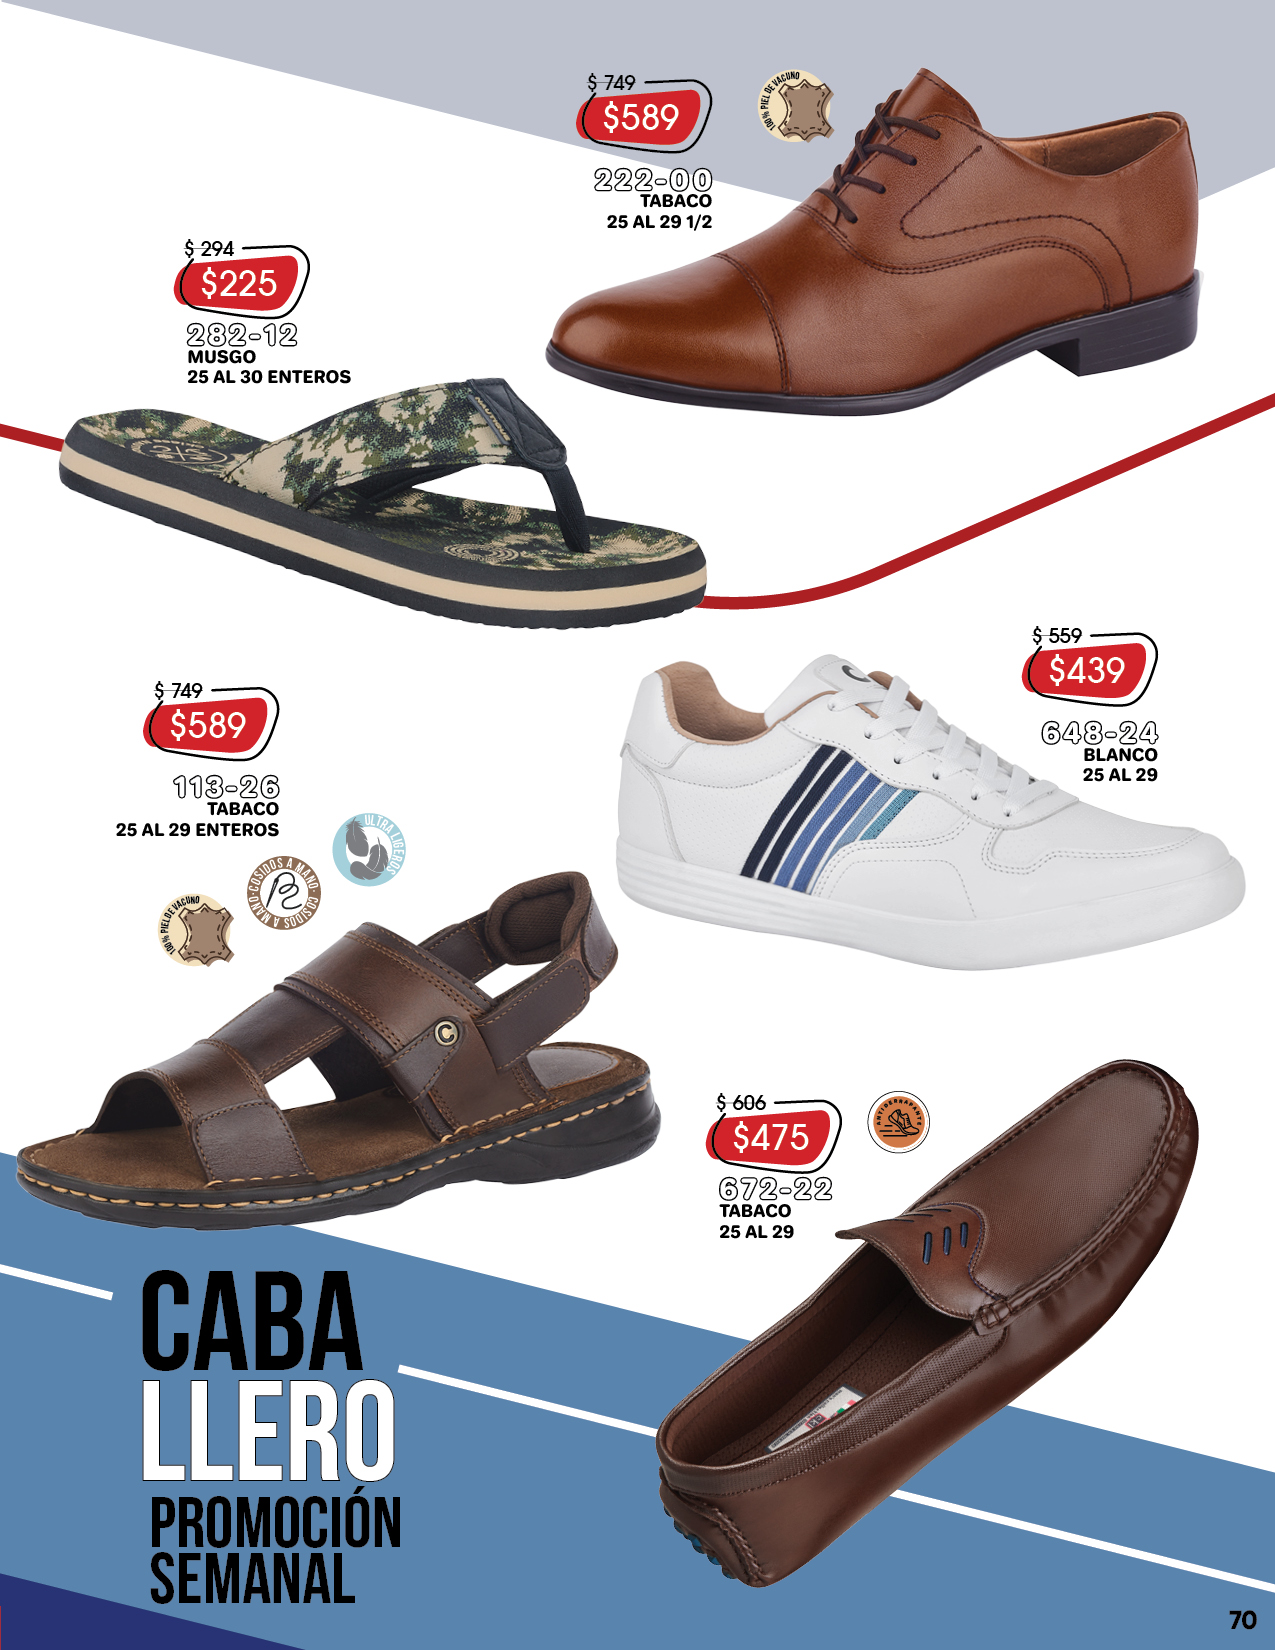 $ 749
$589
100% PIEL DE VACUNO
222-00
TABACO
25 AL 29 1/2
$ 294
$225
282-12
MUSGO
25 AL 30 ENTEROS
$ 559
$439
648-24
BLANCO
25 AL 29
$ 749
$589
113-26
TABACO
25 AL 29 ENTEROS
ULTRA LIGEROS
COSIDOS A MANO · COSIDOS A MANO ·
100% PIEL DE VACUNO
C
$ 606
$475
ANTIDERRAPANTE
672-22
TABACO
25 AL 29
CABA
LLERO
PROMOCIÓN
SEMANAL
70